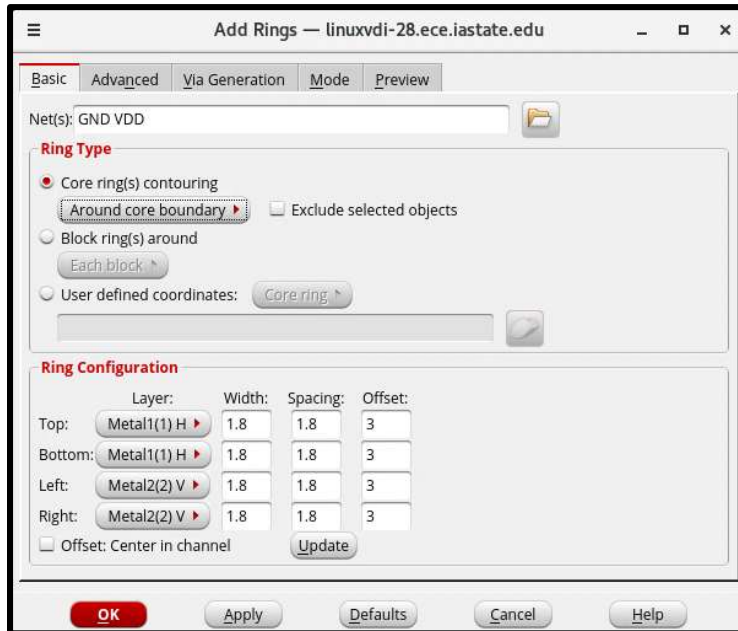 Add Rings — linuxvdi-28.ece.iastate.edu
Basic Advanced Via Generation Mode Preview
Net(s): GND VDD
Ring Type
Core ring(s) contouring
Around core boundary Exclude selected objects
Block ring(s) around
Each block
User defined coordinates: Core ring
Ring Configuration
Layer: Width: Spacing: Offset:
Top: Metal1(1) H 1.8 1.8 3
Bottom: Metal1(1) H 1.8 1.8 3
Left: Metal2(2) V 1.8 1.8 3
Right: Metal2(2) V 1.8 1.8 3
Offset: Center in channel Update
OK Apply Defaults Cancel Help